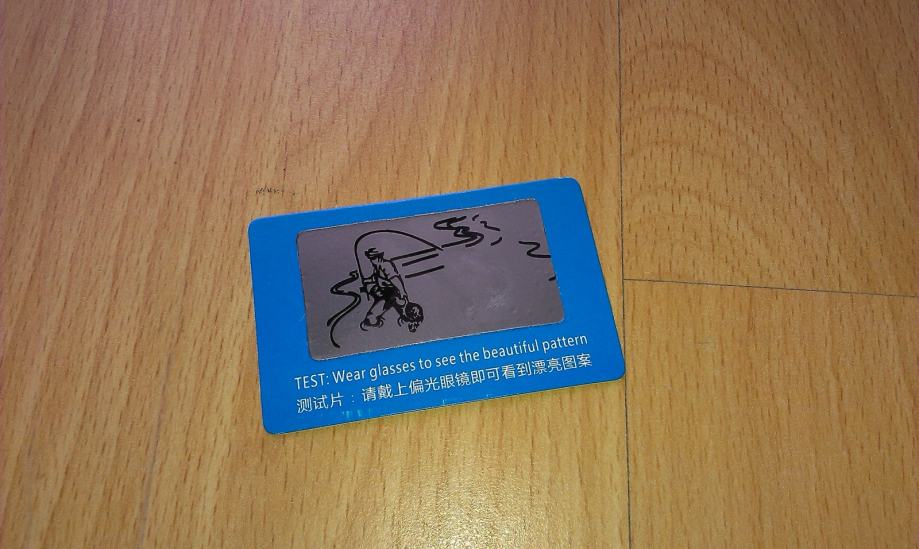 TEST: Wear glasses to see the beautiful pattern
测试片：请戴上偏光眼镜即可看到漂亮图案